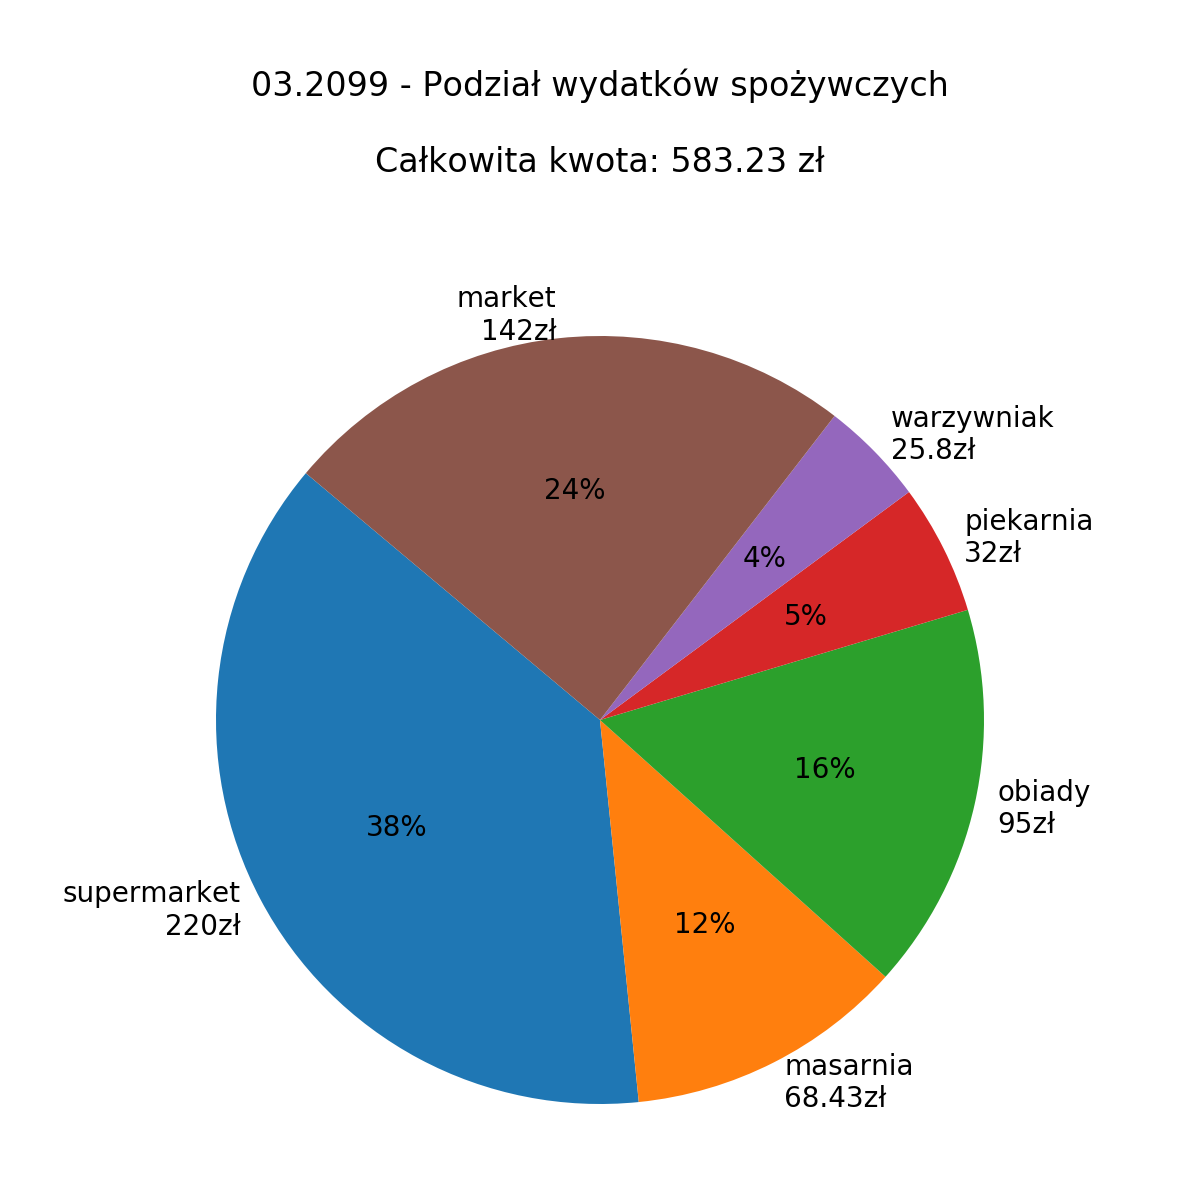 03.2099 - Podział wydatków spożywczych
Całkowita kwota: 583.23 zł
market
142zł
warzywniak
25.8zł
piekarnia
32zł
24%
4%
5%
16%
obiady
95zł
38%
supermarket
220zł
12%
masarnia
68.43zł